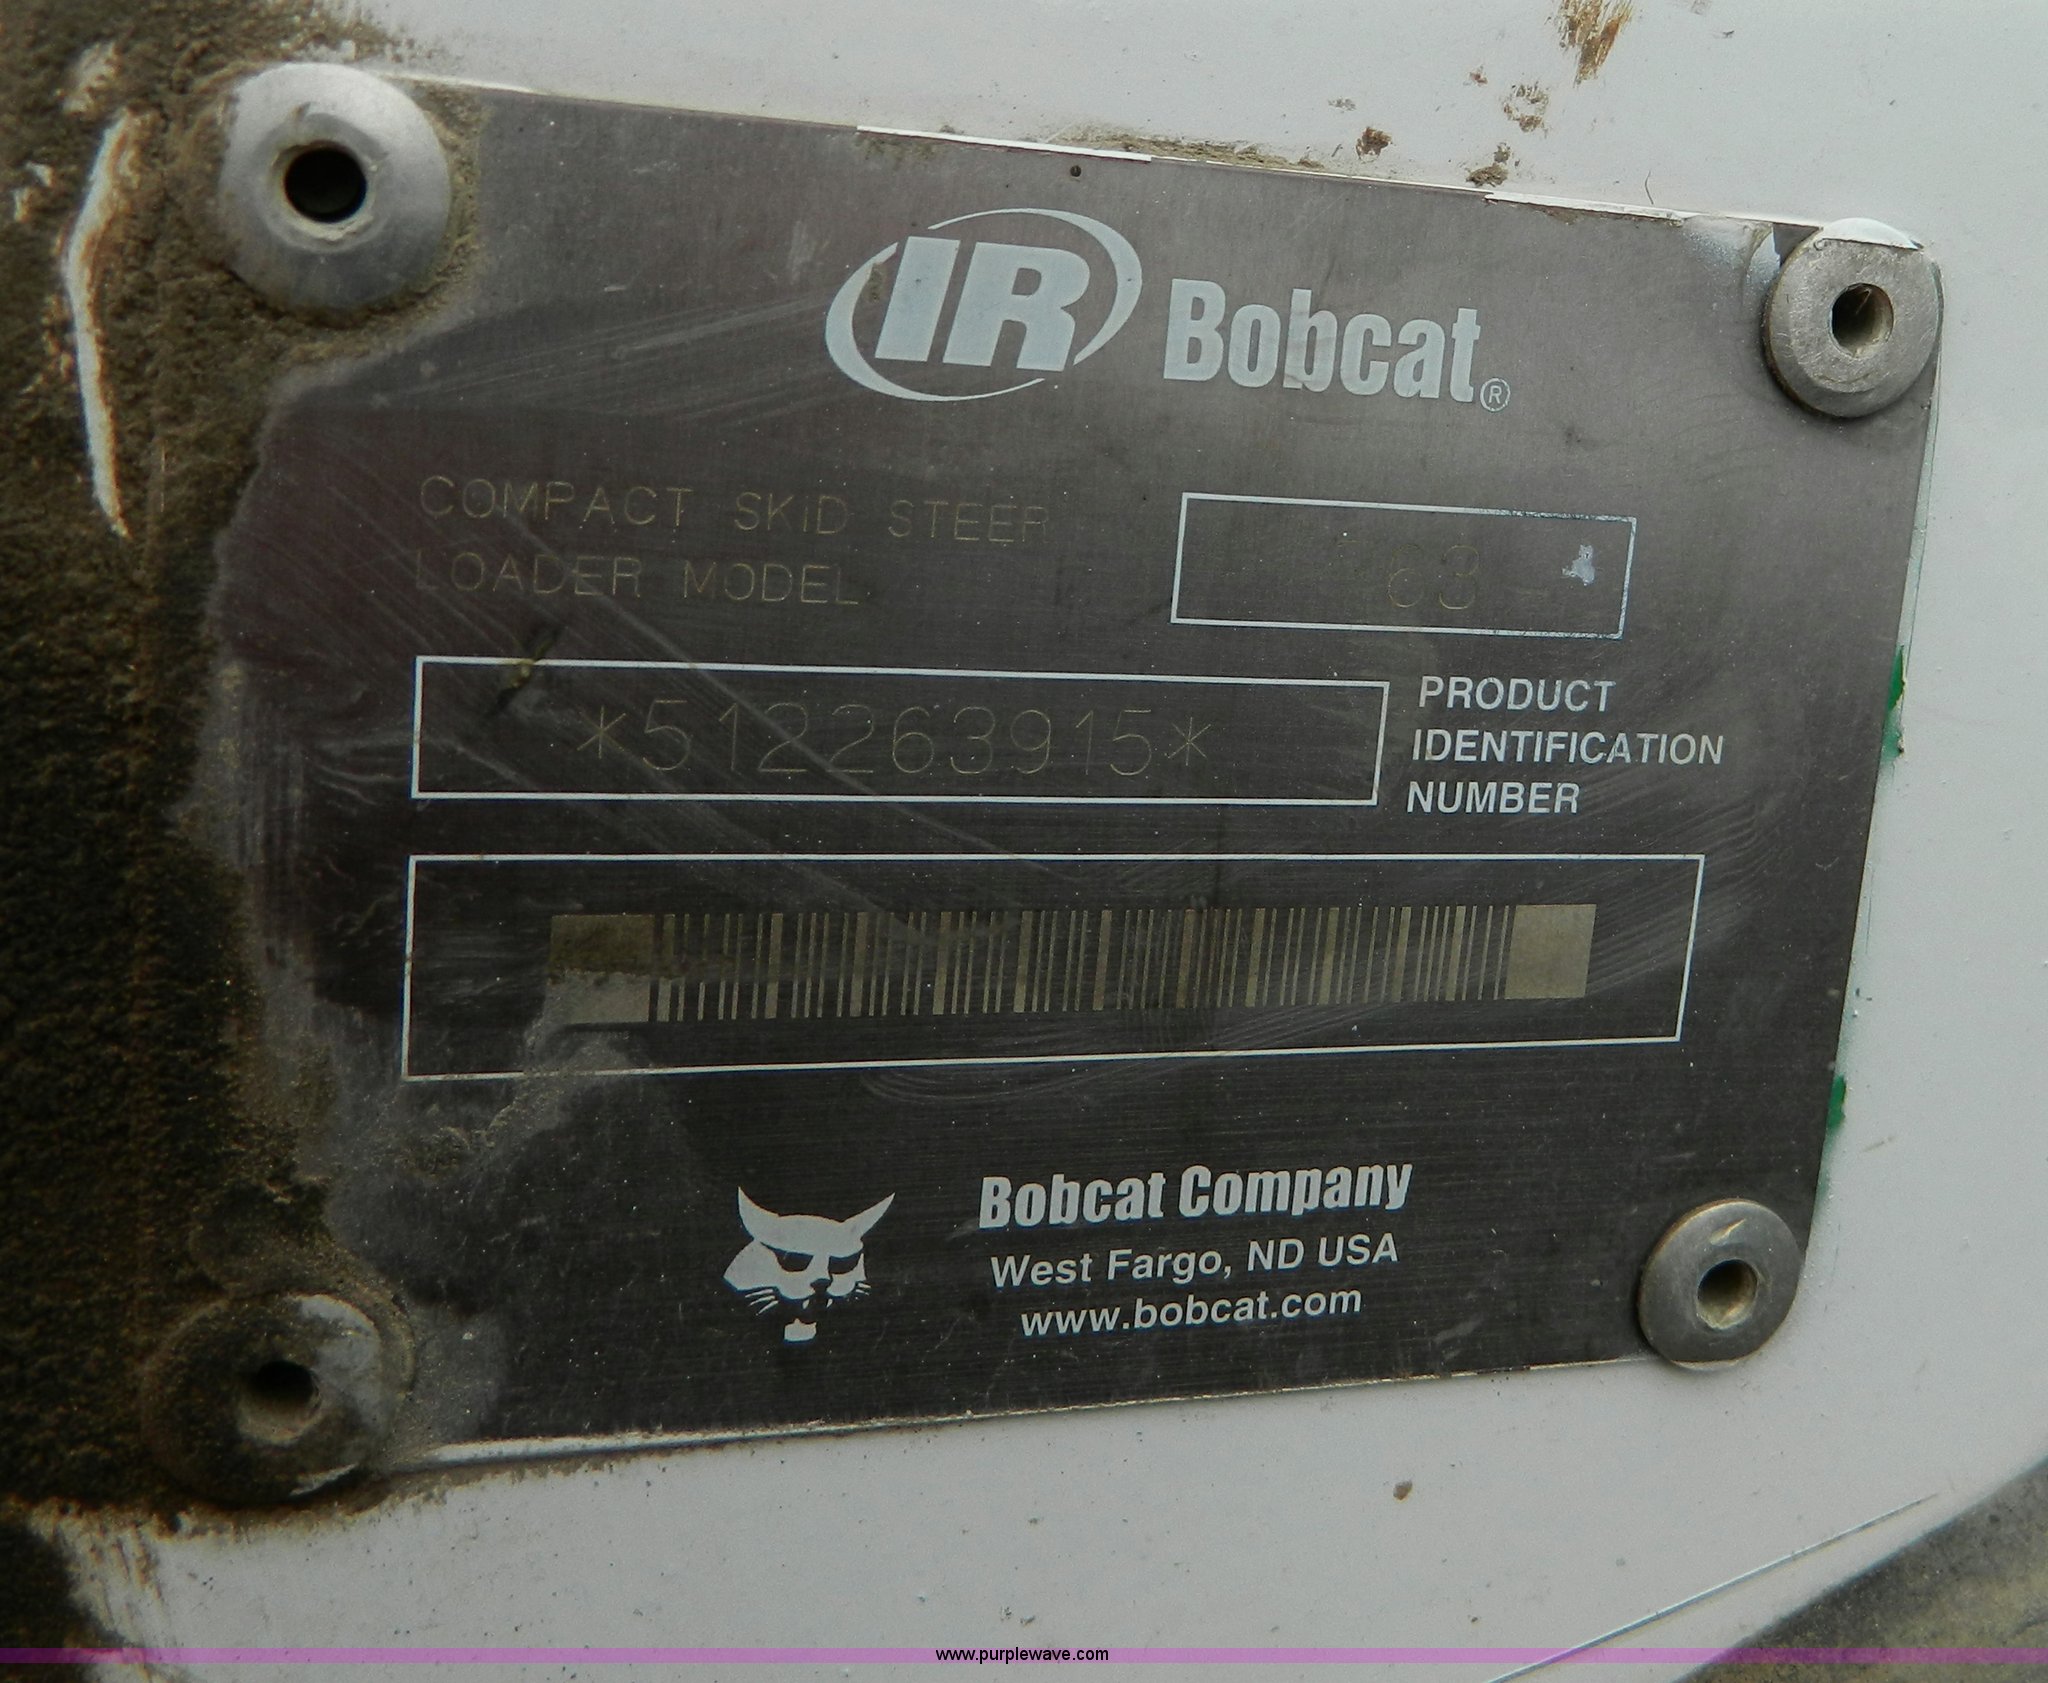 IR Bobcat®
COMPACT SKID STEER
LOADER MODEL
63
*512263915*
PRODUCT
IDENTIFICATION
NUMBER
Bobcat Company
West Fargo, ND USA
www.bobcat.com
www.purplewave.com